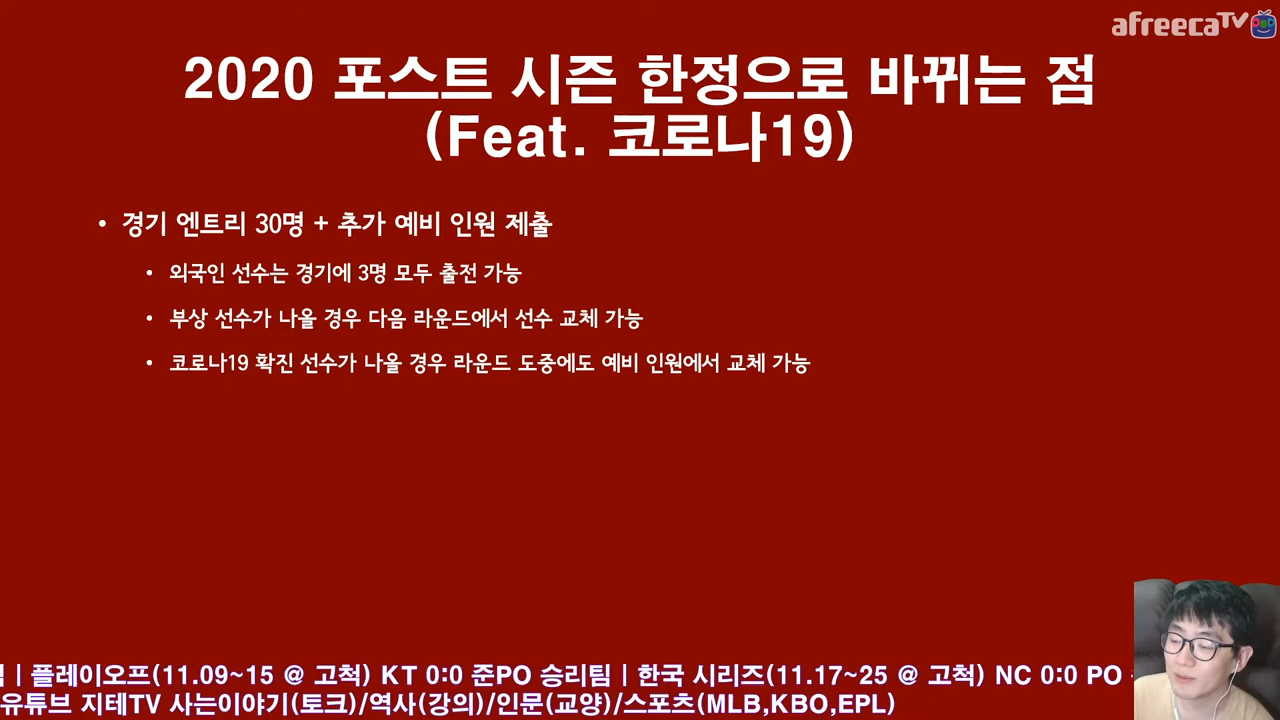 afreecaTV
2020 포스트 시즌 한정으로 바뀌는 점
(Feat. 코로나19)
• 경기 엔트리 30명 + 추가 예비 인원 제출
• 외국인 선수는 경기에 3명 모두 출전 가능
• 부상 선수가 나올 경우 다음 라운드에서 선수 교체 가능
• 코로나19 확진 선수가 나올 경우 라운드 도중에도 예비 인원에서 교체 가능
| 플레이오프(11.09~15 @ 고척) KT 0:0 준PO 승리팀 | 한국 시리즈(11.17~25 @ 고척) NC 0:0 PO
유튜브 지테TV 사는이야기(토크)/역사(강의)/인문(교양)/스포츠(MLB,KBO,EPL)